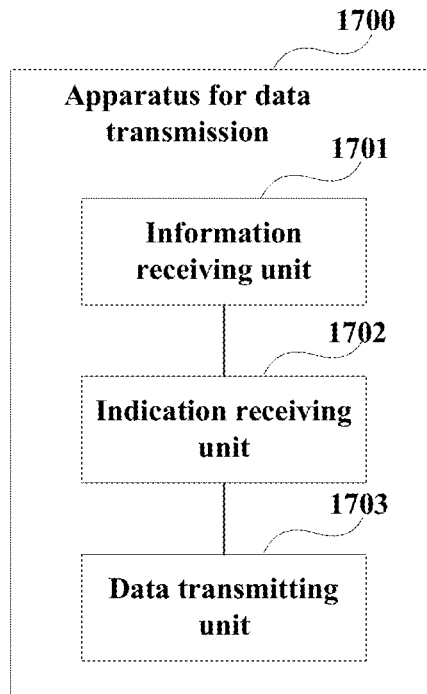 1700
Apparatus for data
transmission
1701
Information
receiving unit
1702
Indication receiving
unit
1703
Data transmitting
unit